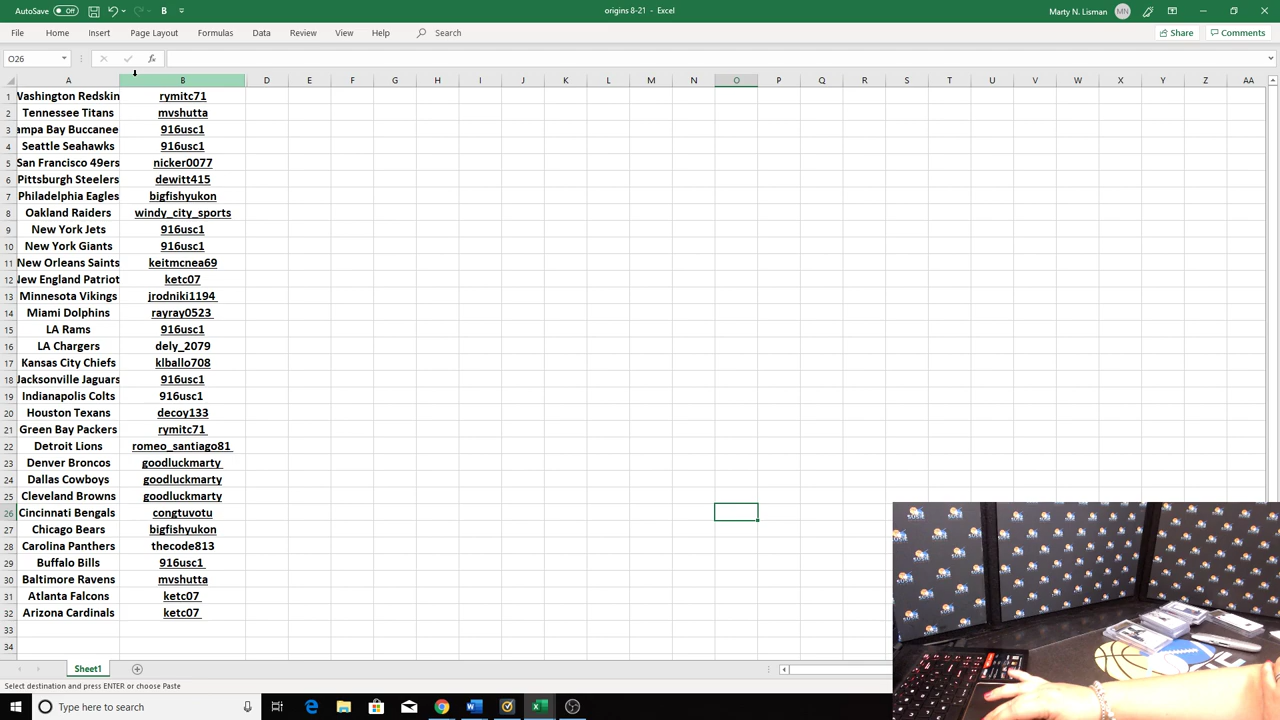 AutoSave Off origins 8-21 - Excel Marty N. Lisman MN
File Home Insert Page Layout Formulas Data Review View Help Search Share Comments
O26 fx
A B D E F G H I J K L M N O P Q R S T U V W X Y Z AA
1 Washington Redskin rymitc71
2 Tennessee Titans mvshutta
3 ampa Bay Buccanee 916usc1
4 Seattle Seahawks 916usc1
5 San Francisco 49ers nicker0077
6 Pittsburgh Steelers dewitt415
7 Philadelphia Eagles bigfishyukon
8 Oakland Raiders windy_city_sports
9 New York Jets 916usc1
10 New York Giants 916usc1
11 New Orleans Saints keitmcnea69
12 New England Patriot ketc07
13 Minnesota Vikings jrodniki1194
14 Miami Dolphins rayray0523
15 LA Rams 916usc1
16 LA Chargers dely_2079
17 Kansas City Chiefs klballo708
18 Jacksonville Jaguars 916usc1
19 Indianapolis Colts 916usc1
20 Houston Texans decoy133
21 Green Bay Packers rymitc71
22 Detroit Lions romeo_santiago81
23 Denver Broncos goodluckmarty
24 Dallas Cowboys goodluckmarty
25 Cleveland Browns goodluckmarty
26 Cincinnati Bengals congtuvotu
27 Chicago Bears bigfishyukon
28 Carolina Panthers thecode813
29 Buffalo Bills 916usc1
30 Baltimore Ravens mvshutta
31 Atlanta Falcons ketc07
32 Arizona Cardinals ketc07
33
34
Sheet1
Select destination and press ENTER or choose Paste
Type here to search